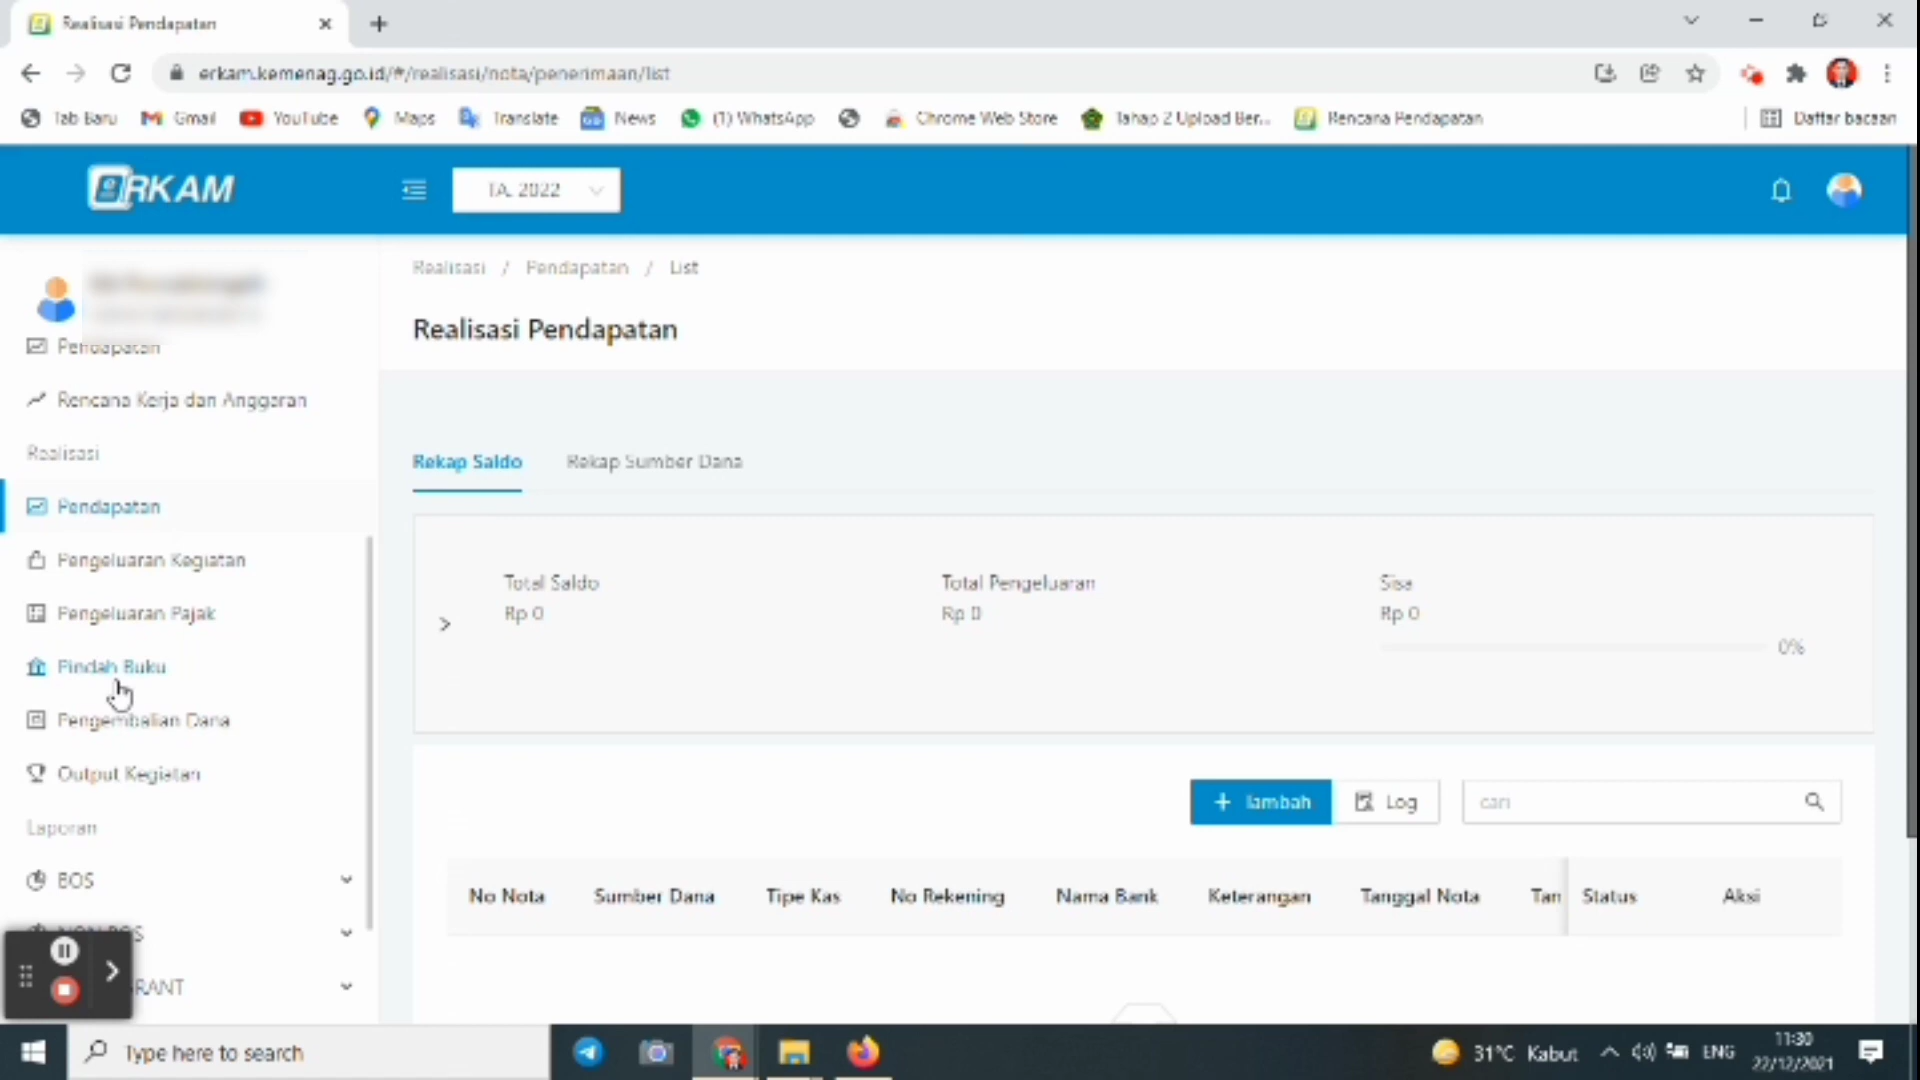 Realisasi Pendapatan
erkam.kemenag.go.id/#/realisasi/nota/penerimaan/list
Tab Baru Gmail YouTube Maps Translate News (1) WhatsApp Chrome Web Store Tahap 2 Upload Ber... Rencana Pendapatan Daftar bacaan
eRKAM TA. 2022
Realisasi / Pendapatan / List
Realisasi Pendapatan
Pendapatan
Rencana Kerja dan Anggaran
Realisasi
Pendapatan
Pengeluaran Kegiatan
Pengeluaran Pajak
Pindah Buku
Pengembalian Dana
Output Kegiatan
Laporan
BOS
NON BOS
RANT
Rekap Saldo Rekap Sumber Dana
Total Saldo Total Pengeluaran Sisa
Rp 0 Rp 0 Rp 0
0%
+ Tambah Log cari
No Nota Sumber Dana Tipe Kas No Rekening Nama Bank Keterangan Tanggal Nota Tan Status Aksi
Type here to search 31°C Kabut ENG 11:30
22/12/2021